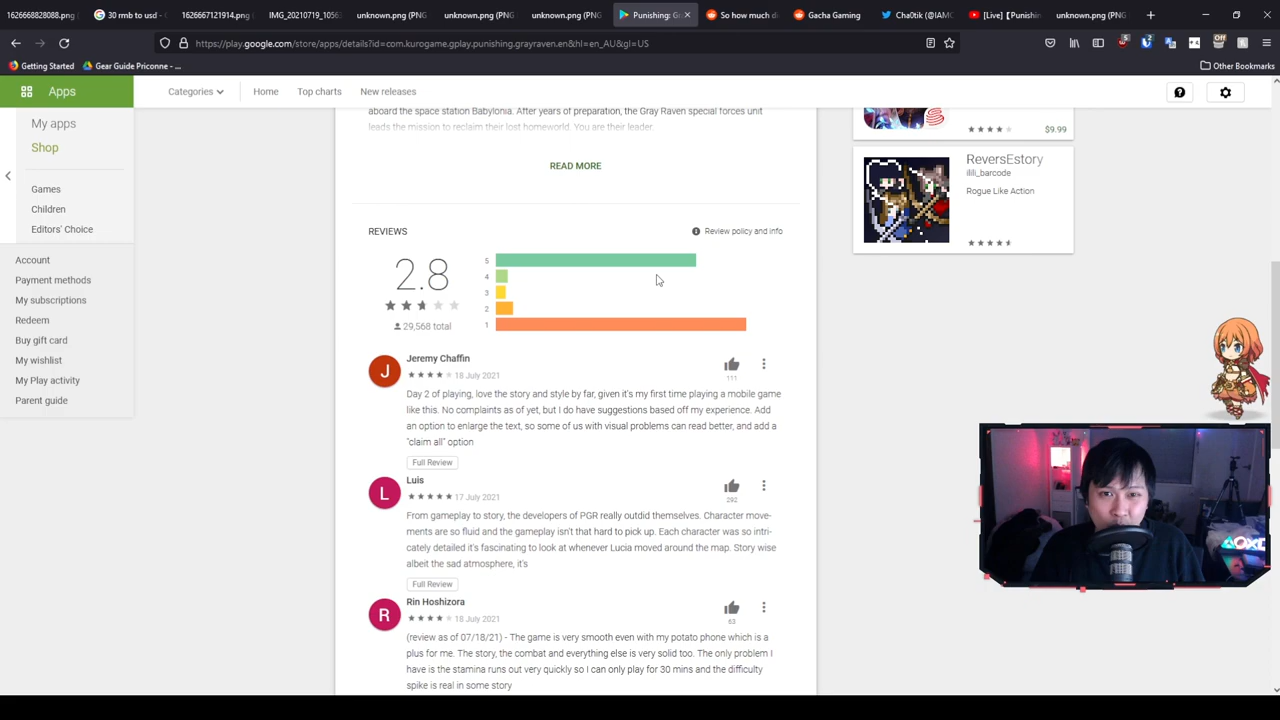 1626668828088.png (
30 rmb to usd -
1626667121914.png (
IMG_20210719_1056
unknown.png (PNG
unknown.png (PNG
unknown.png (PNG
Punishing: Gr
So how much d
Gacha Gaming
Cha0tik (@IAMC
[Live]【Punishin
unknown.png (PNG
https://play.google.com/store/apps/details?id=com.kurogame.gplay.punishing.grayraven.en&hl=en_AU&gl=US
Off
Getting Started
Gear Guide Priconne - ...
Other Bookmarks
Apps
Categories
Home
Top charts
New releases
My apps
Shop
Games
Children
Editors' Choice
Account
Payment methods
My subscriptions
Redeem
Buy gift card
My wishlist
My Play activity
Parent guide
aboard the space station Babylonia. After years of preparation, the Gray Raven special forces unit
leads the mission to reclaim their lost homeworld. You are their leader.
READ MORE
$9.99
ReversEstory
ilili_barcode
Rogue Like Action
REVIEWS
Review policy and info
2.8
29,568 total
5
4
3
2
1
J
Jeremy Chaffin
18 July 2021
111
Day 2 of playing, love the story and style by far, given it's my first time playing a mobile game
like this. No complaints as of yet, but I do have suggestions based off my experience. Add
an option to enlarge the text, so some of us with visual problems can read better, and add a
"claim all" option
Full Review
L
Luis
17 July 2021
292
From gameplay to story, the developers of PGR really outdid themselves. Character move-
ments are so fluid and the gameplay isn't that hard to pick up. Each character was so intri-
cately detailed it's fascinating to look at whenever Lucia moved around the map. Story wise
albeit the sad atmosphere, it's
Full Review
R
Rin Hoshizora
18 July 2021
63
(review as of 07/18/21) - The game is very smooth even with my potato phone which is a
plus for me. The story, the combat and everything else is very solid too. The only problem I
have is the stamina runs out very quickly so I can only play for 30 mins and the difficulty
spike is real in some story